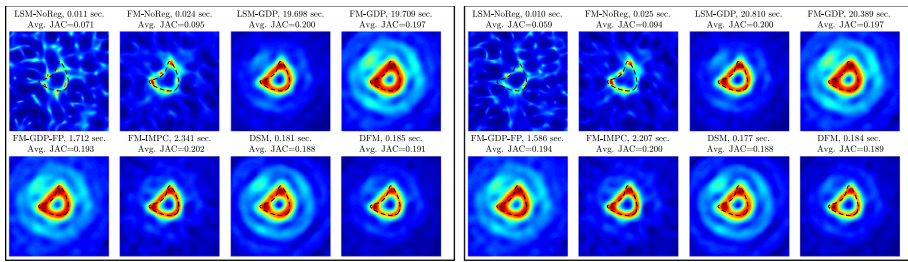 LSM-NoReg, 0.011 sec.
Avg. JAC=0.071
FM-NoReg, 0.024 sec.
Avg. JAC=0.095
LSM-GDP, 19.698 sec.
Avg. JAC=0.200
FM-GDP, 19.709 sec.
Avg. JAC=0.197
FM-GDP-FP, 1.712 sec.
Avg. JAC=0.193
FM-IMPC, 2.341 sec.
Avg. JAC=0.202
DSM, 0.181 sec.
Avg. JAC=0.188
DFM, 0.185 sec.
Avg. JAC=0.191
LSM-NoReg, 0.010 sec.
Avg. JAC=0.059
FM-NoReg, 0.025 sec.
Avg. JAC=0.094
LSM-GDP, 20.810 sec.
Avg. JAC=0.200
FM-GDP, 20.389 sec.
Avg. JAC=0.197
FM-GDP-FP, 1.586 sec.
Avg. JAC=0.194
FM-IMPC, 2.207 sec.
Avg. JAC=0.200
DSM, 0.177 sec.
Avg. JAC=0.188
DFM, 0.184 sec.
Avg. JAC=0.189